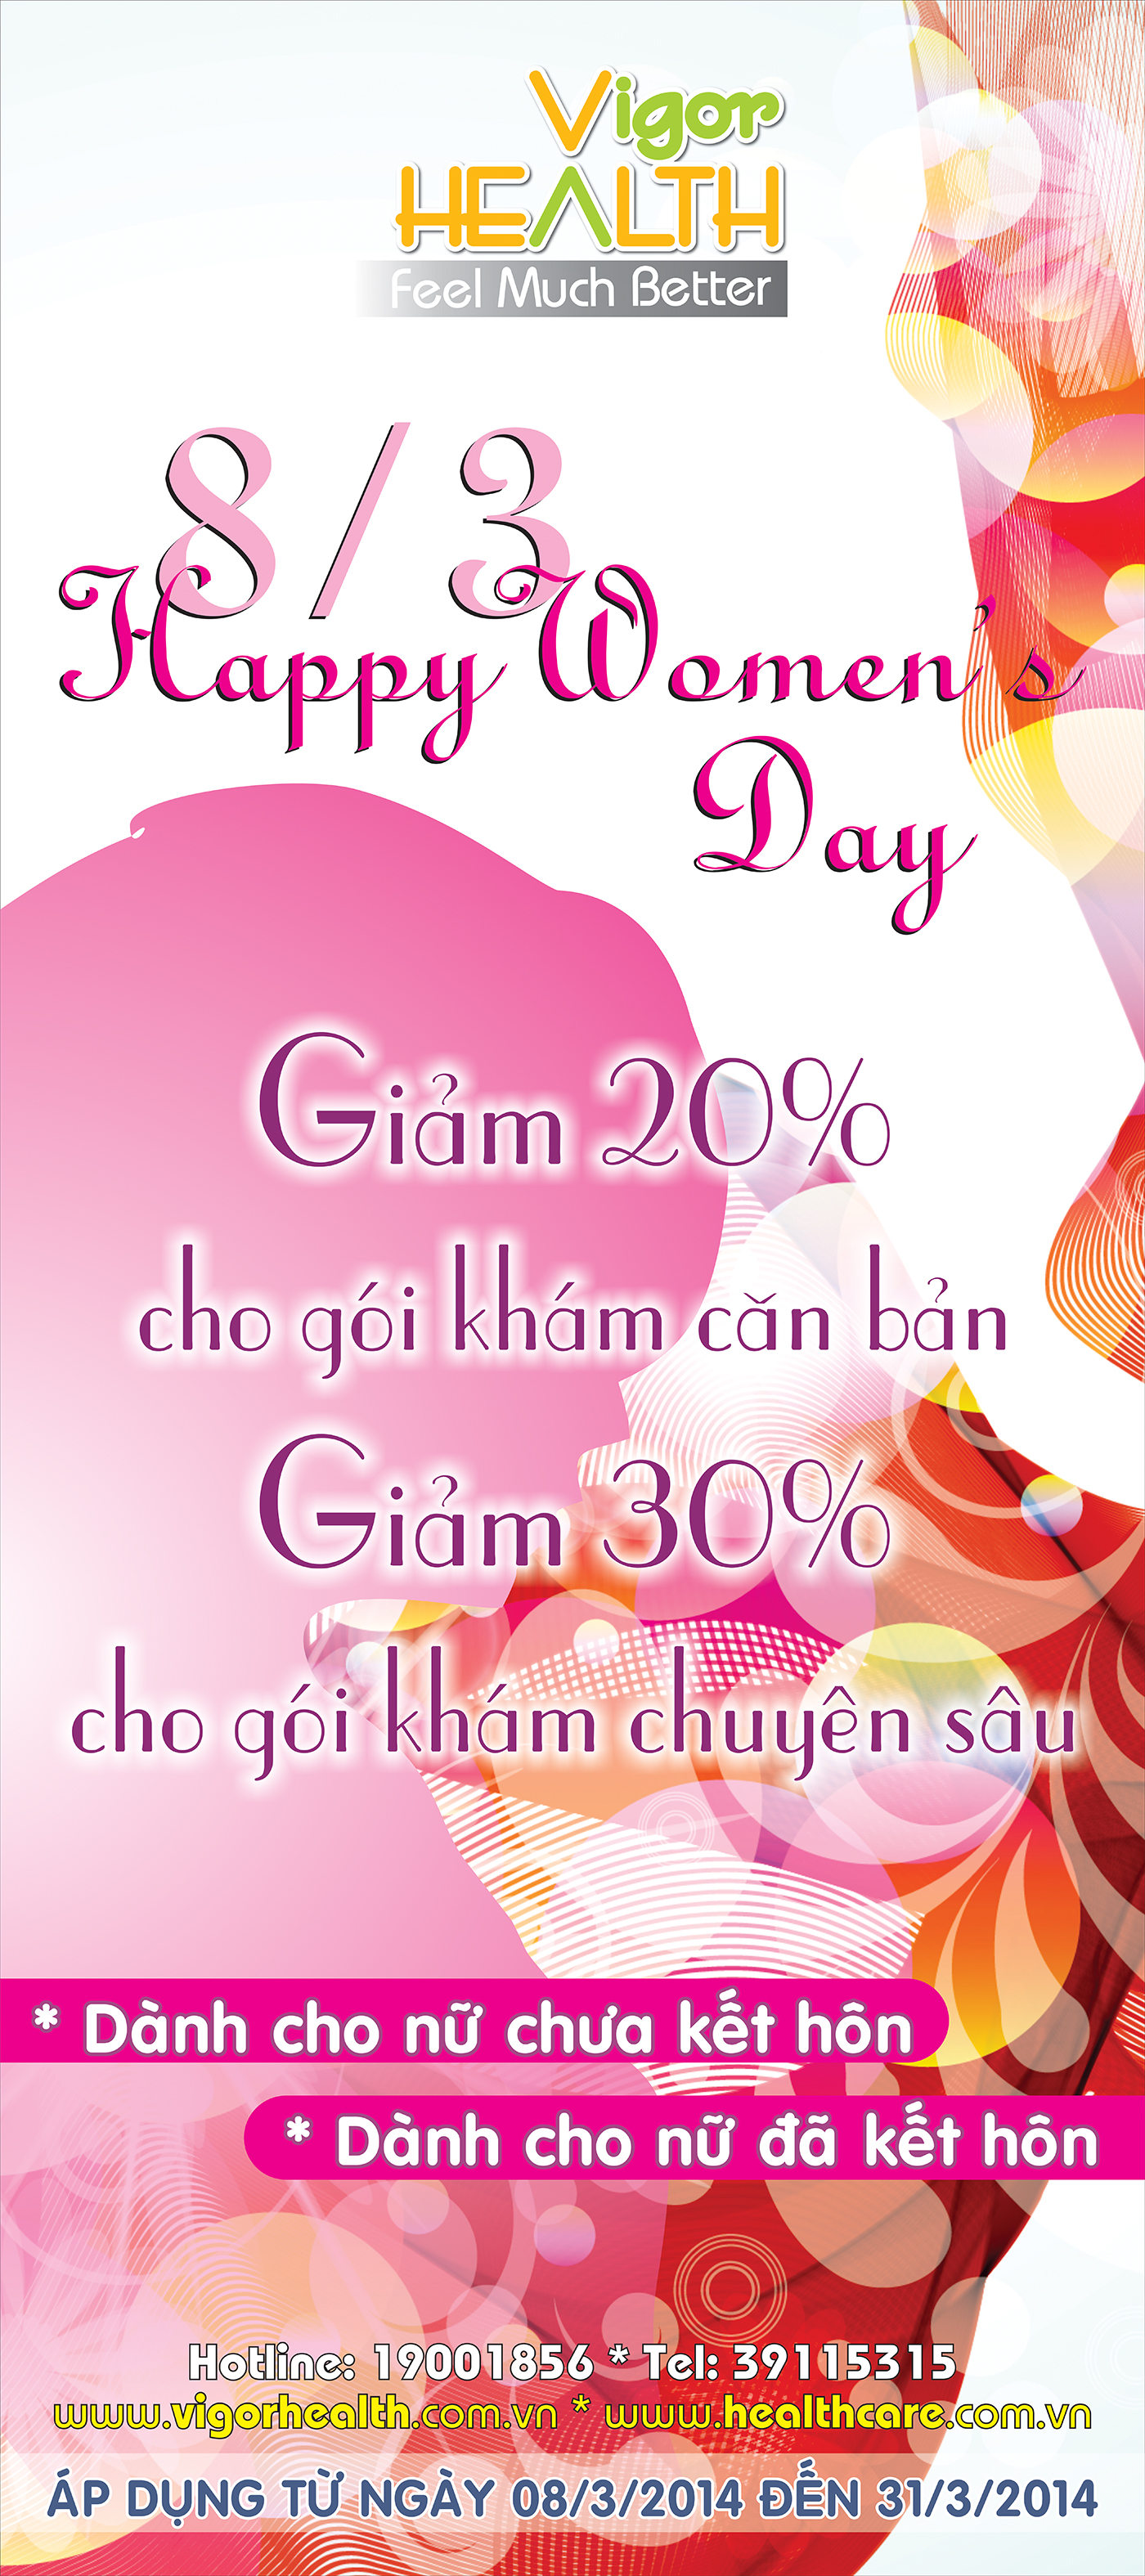 Vigor
HEALTH
Feel Much Better
8/3
Happy Women's
Day
Giảm 20%
cho gói khám căn bản
Giảm 30%
cho gói khám chuyên sâu
* Dành cho nữ chưa kết hôn
* Dành cho nữ đã kết hôn
Hotline: 19001856 * Tel: 39115315
www.vigorhealth.com.vn * www.healthcare.com.vn
ÁP DỤNG TỪ NGÀY 08/3/2014 ĐẾN 31/3/2014